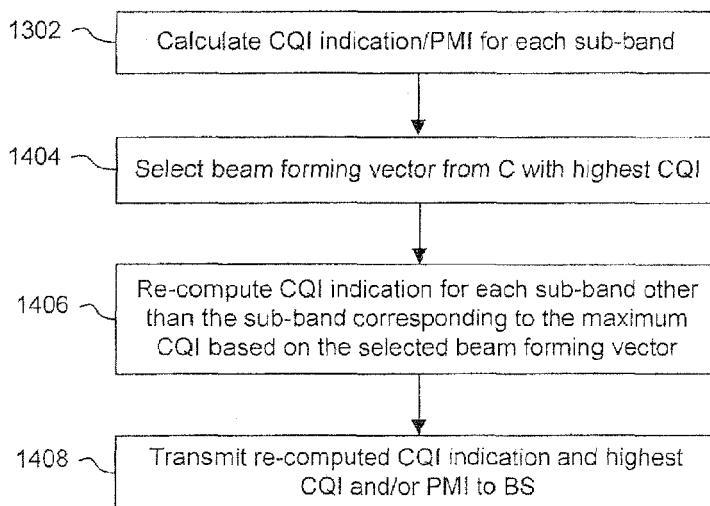 1302
Calculate CQI indication/PMI for each sub-band
1404
Select beam forming vector from C with highest CQI
1406
Re-compute CQI indication for each sub-band other
than the sub-band corresponding to the maximum
CQI based on the selected beam forming vector
1408
Transmit re-computed CQI indication and highest
CQI and/or PMI to BS